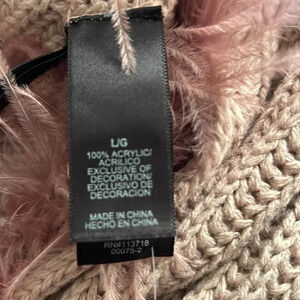 L/G
100% ACRYLIC/
ACRILICO
EXCLUSIVE OF
DECORATION/
EXCLUSIVO DE
DECORACION
MADE IN CHINA
HECHO EN CHINA
RN#113718
00075-2